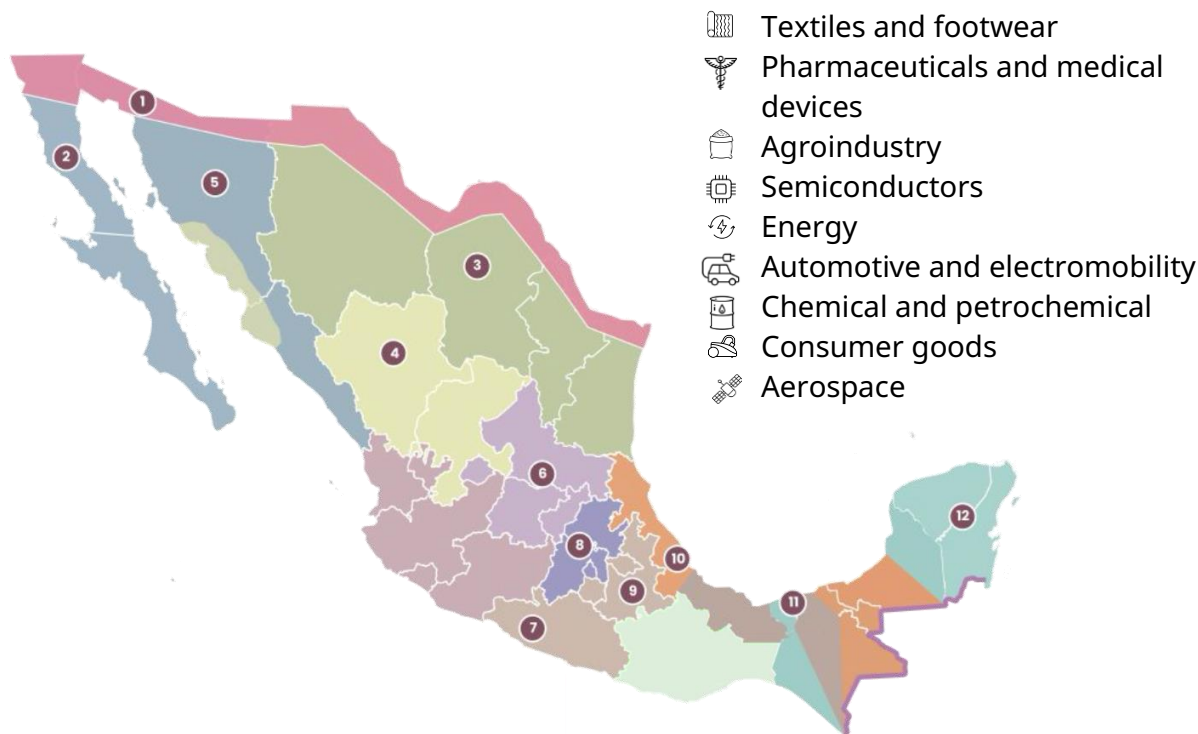 Textiles and footwear
Pharmaceuticals and medical
devices
Agroindustry
Semiconductors
Energy
Automotive and electromobility
Chemical and petrochemical
Consumer goods
Aerospace
1
2
5
3
4
6
12
8
10
9
11
7